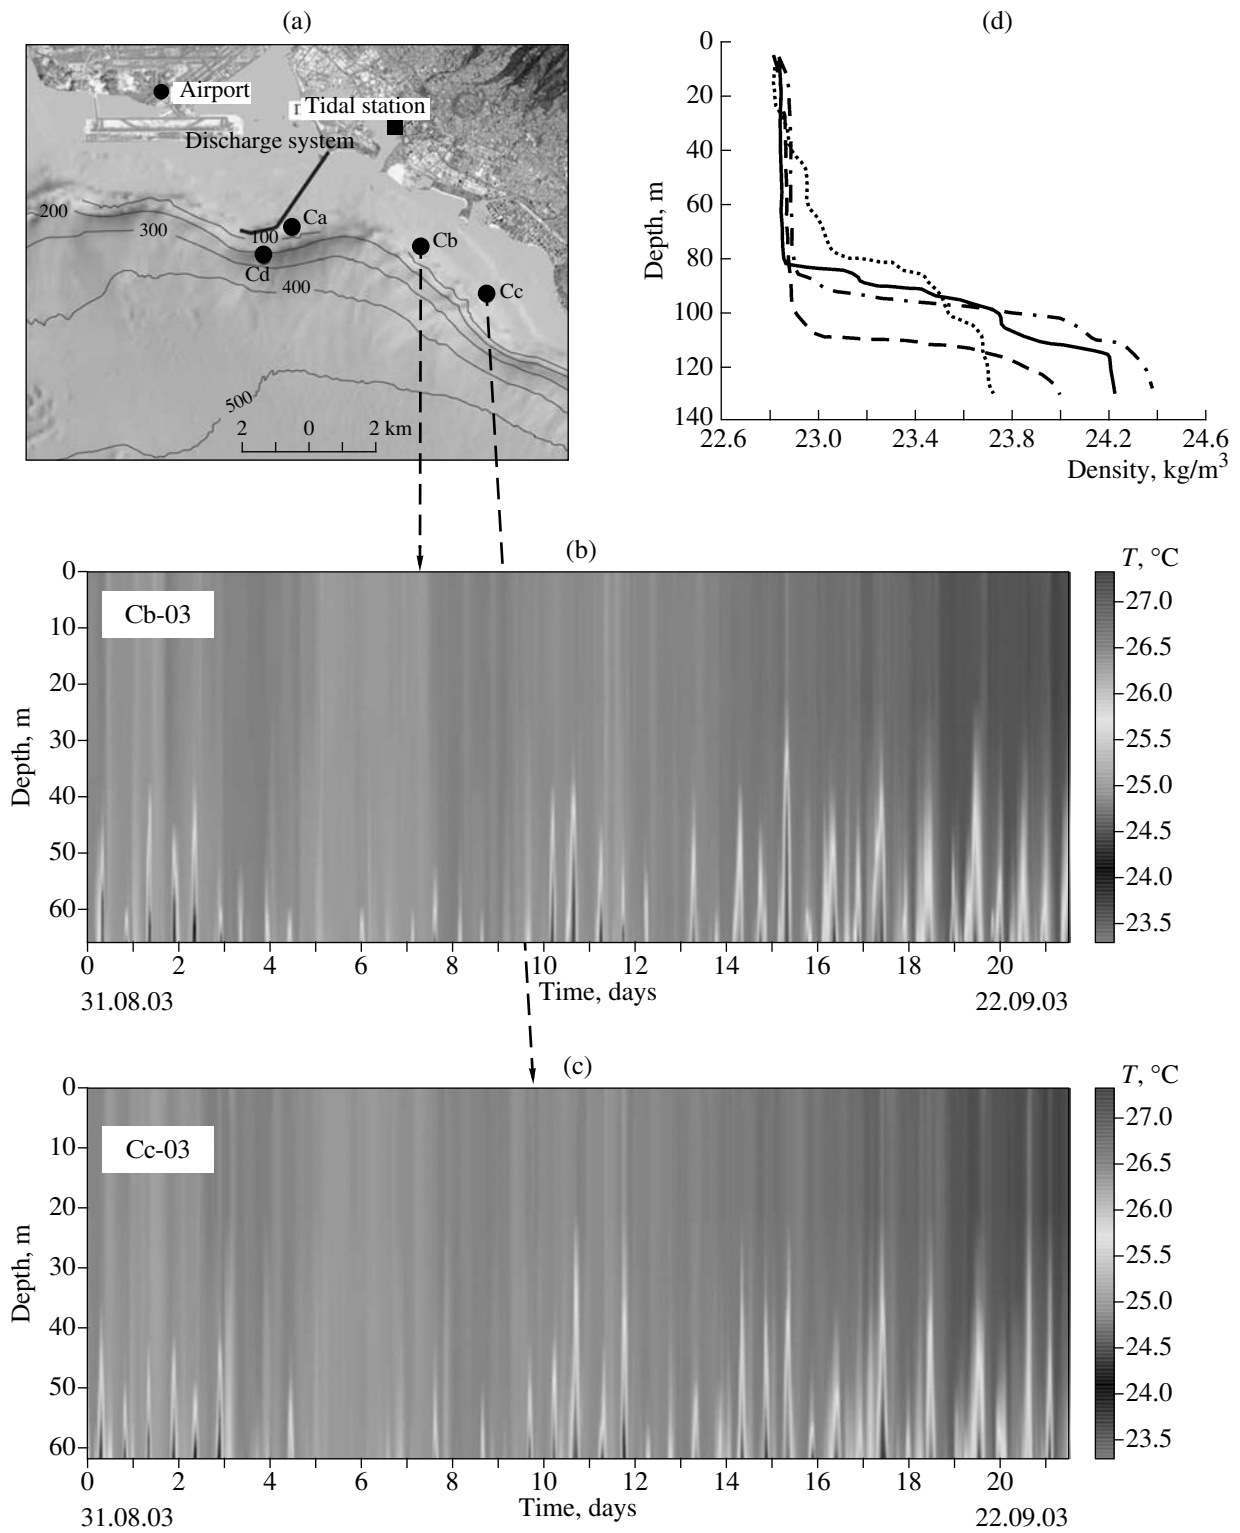 (a)
Airport
Tidal station
Discharge system
200
300
100
Ca
Cb
Cd
Cc
400
500
2 0 2 km
(d)
0
20
40
60
80
100
120
140
Depth, m
22.6 23.0 23.4 23.8 24.2 24.6
Density, kg/m³
(b)
Cb-03
0
10
20
30
40
50
60
Depth, m
0 2 4 6 8 10 12 14 16 18 20
Time, days
31.08.03 22.09.03
T, °C
27.0
26.5
26.0
25.5
25.0
24.5
24.0
23.5
(c)
Cc-03
0
10
20
30
40
50
60
Depth, m
0 2 4 6 8 10 12 14 16 18 20
Time, days
31.08.03 22.09.03
T, °C
27.0
26.5
26.0
25.5
25.0
24.5
24.0
23.5